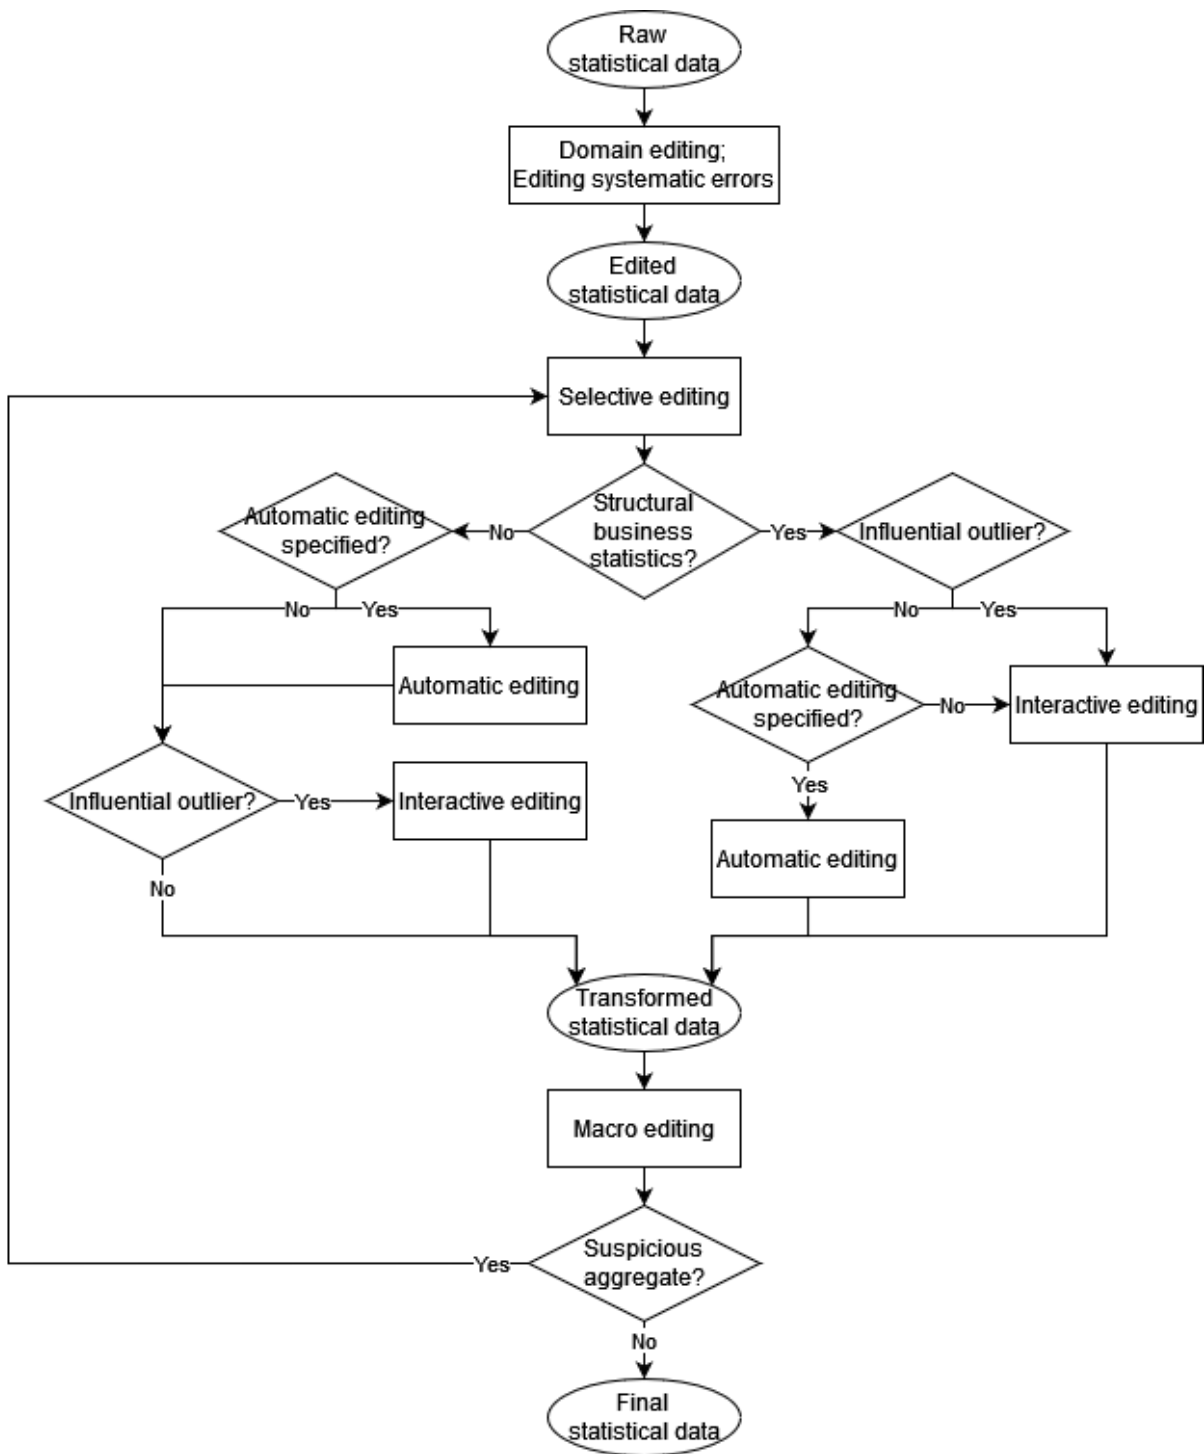 Raw
statistical data
Domain editing;
Editing systematic errors
Edited
statistical data
Selective editing
Structural
business
statistics?
No
Yes
Automatic editing
specified?
Influential outlier?
No
Yes
No
Yes
Automatic editing
Automatic editing
specified?
No
Interactive editing
Influential outlier?
Yes
Interactive editing
Yes
Automatic editing
No
Transformed
statistical data
Macro editing
Suspicious
aggregate?
Yes
No
Final
statistical data